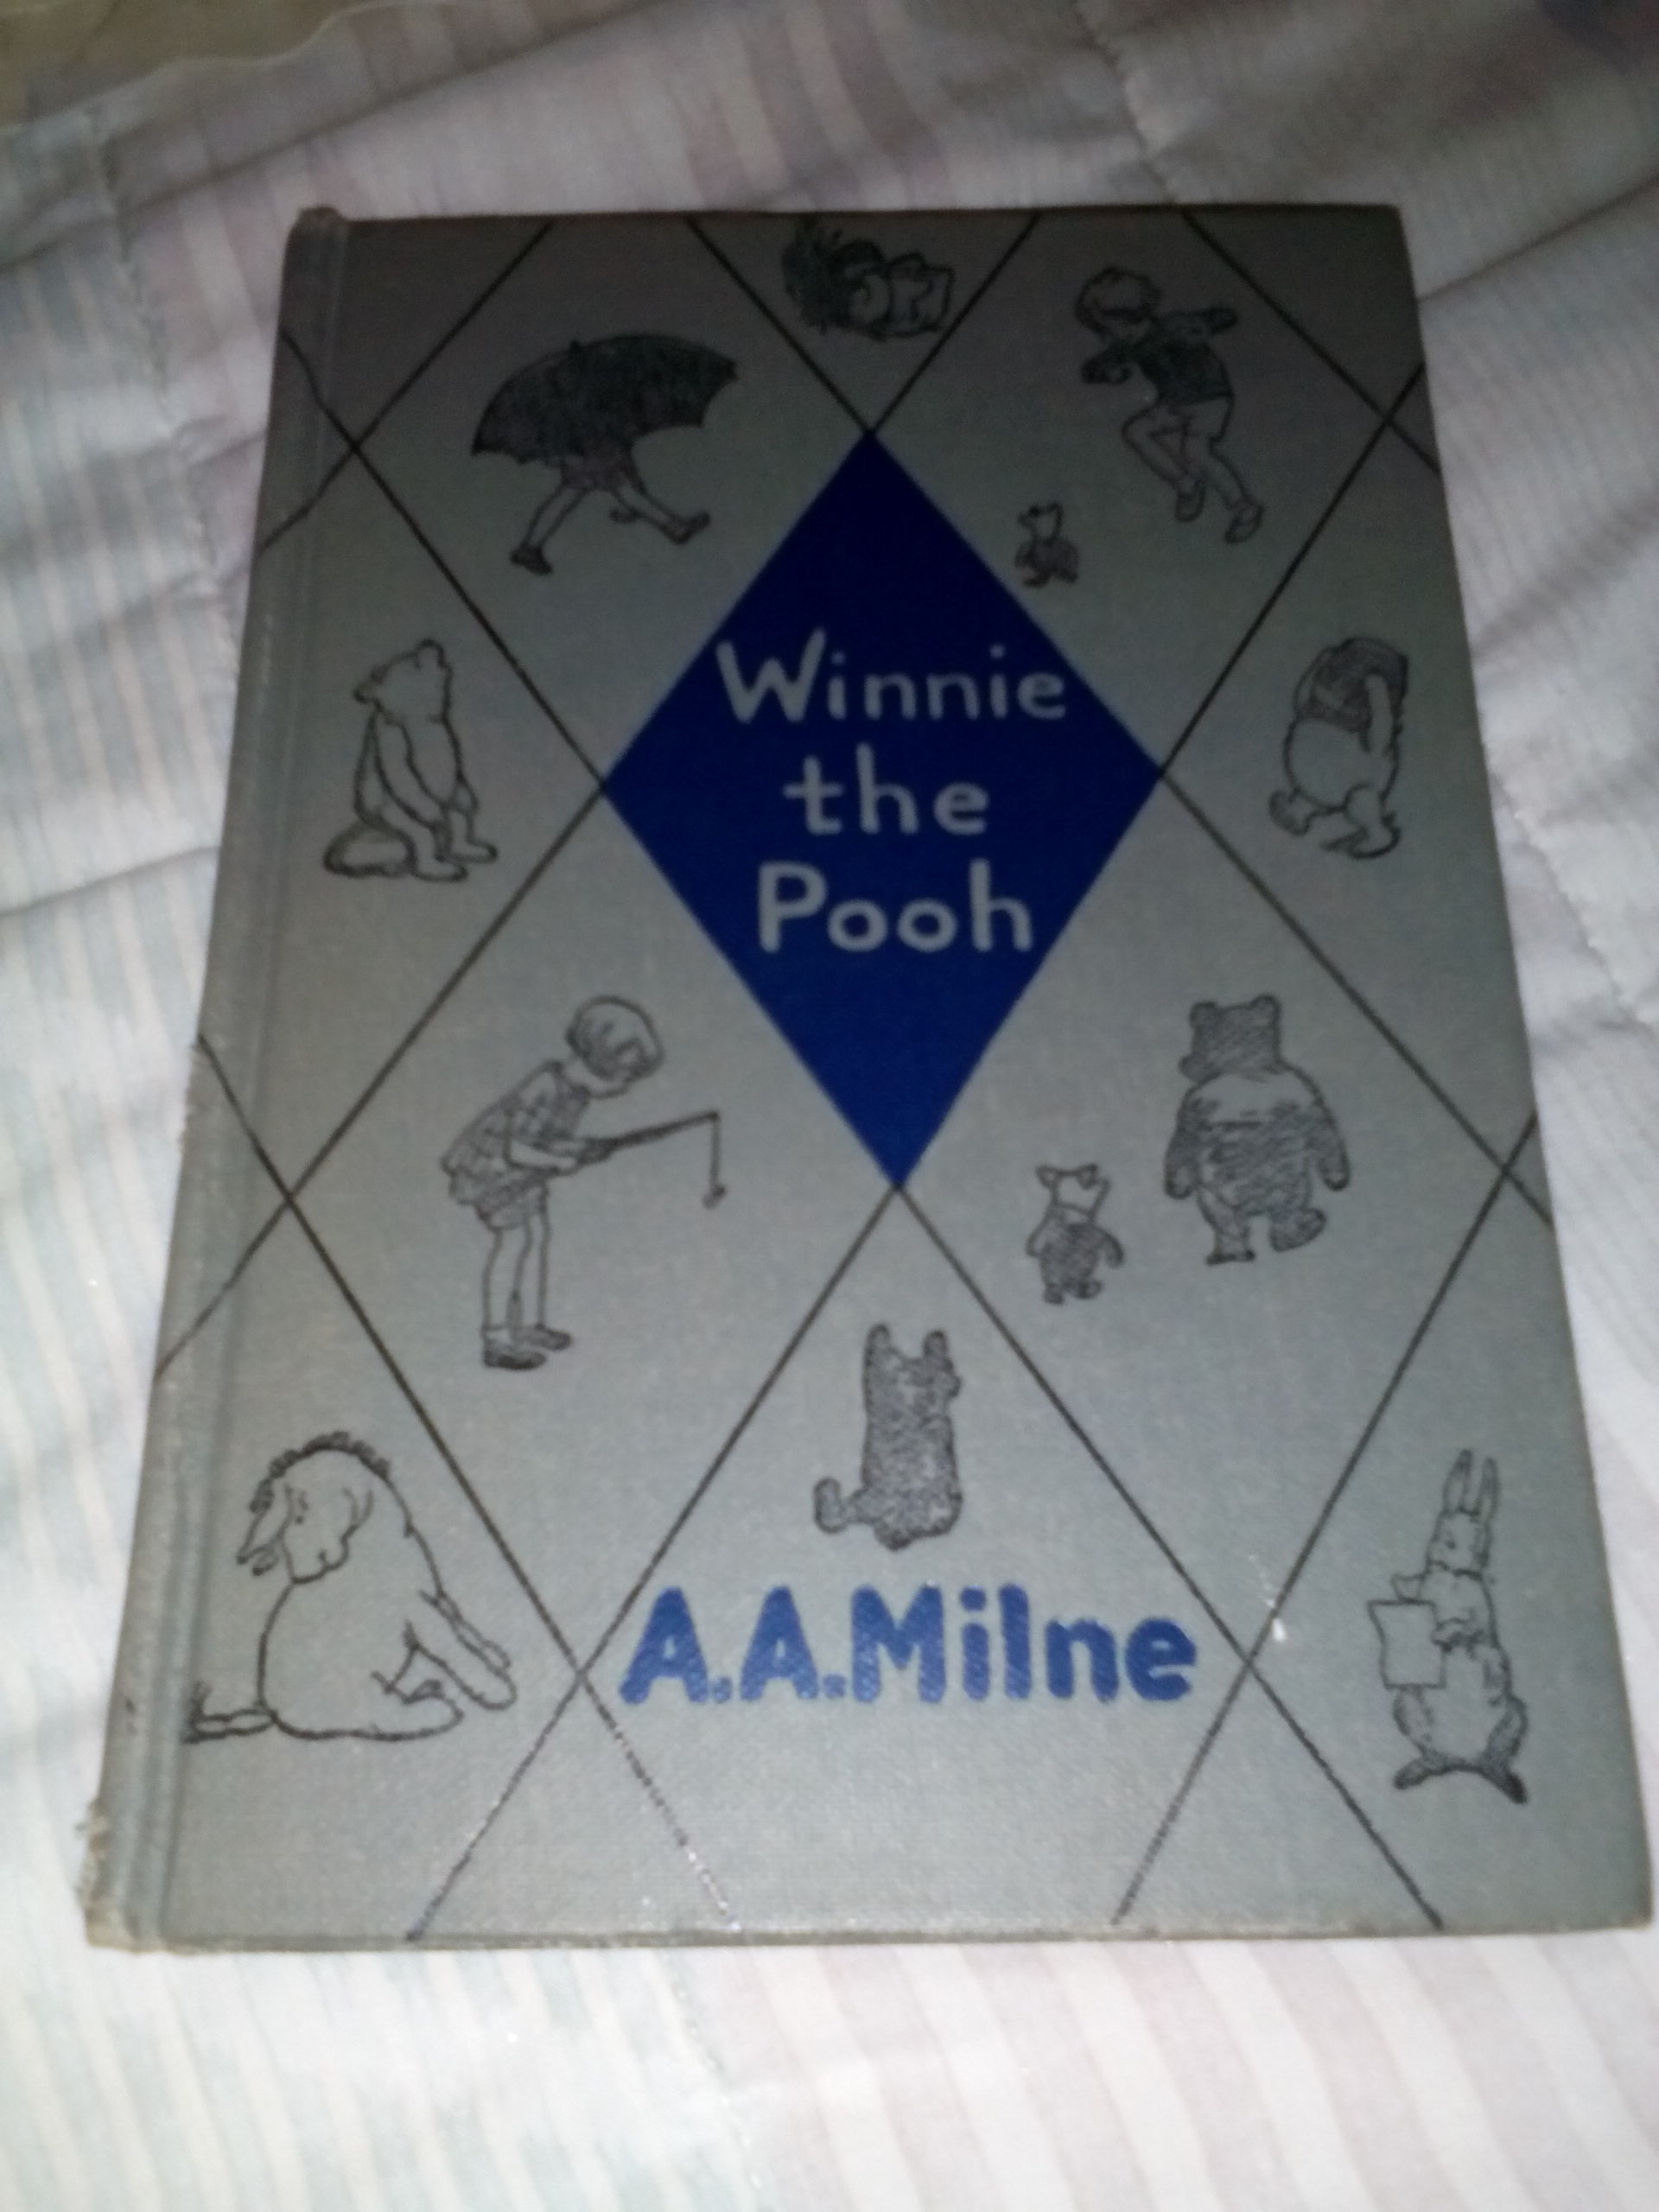 Winnie
the
Pooh
A.A.Milne